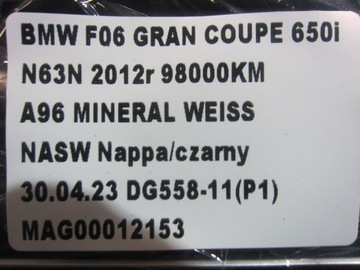 BMW F06 GRAN COUPE 650i
N63N 2012r 98000KM
A96 MINERAL WEISS
NASW Nappa/czarny
30.04.23 DG558-11(P1)
MAG00012153